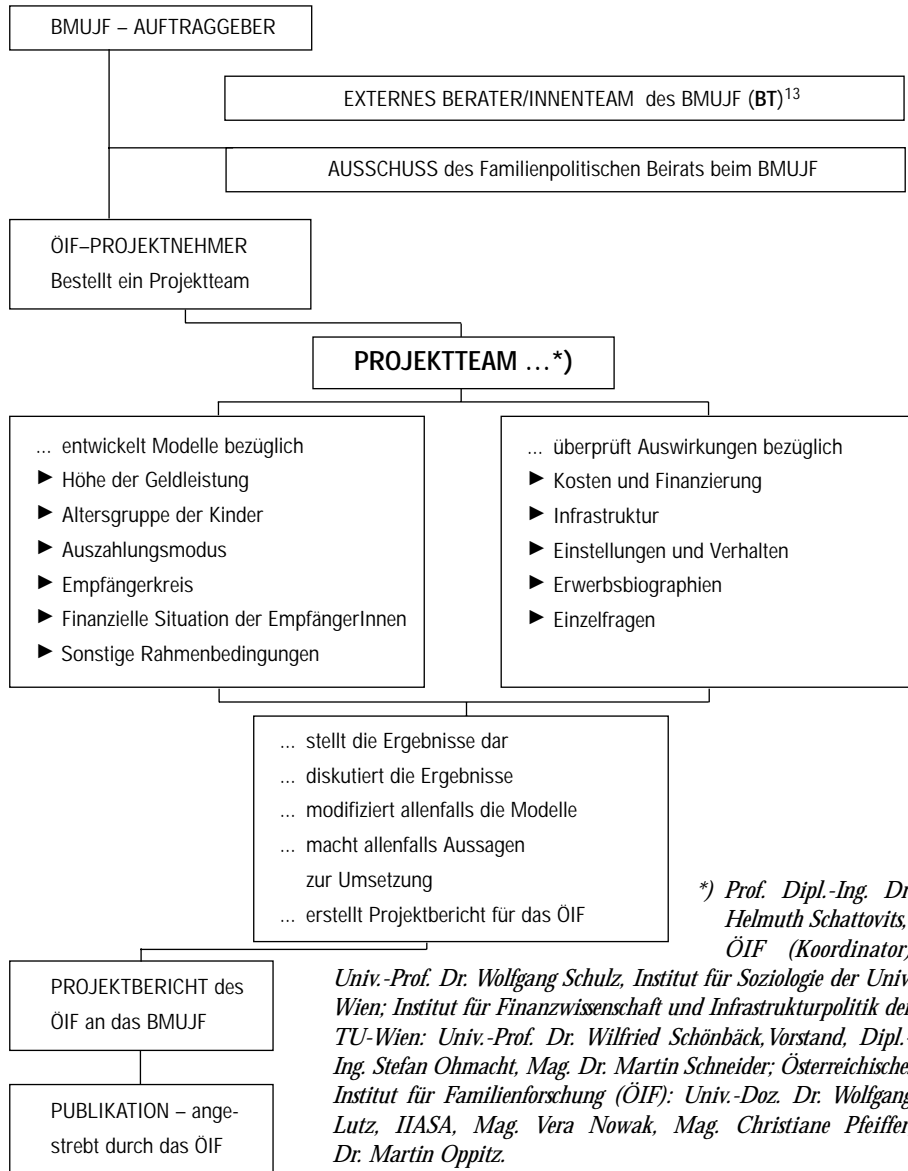 BMUJF – AUFTRAGGEBER
EXTERNES BERATER/INNENTEAM des BMUJF (BT)13
AUSSCHUSS des Familienpolitischen Beirats beim BMUJF
ÖIF–PROJEKTNEHMER
Bestellt ein Projektteam
PROJEKTTEAM …*)
… entwickelt Modelle bezüglich
► Höhe der Geldleistung
► Altersgruppe der Kinder
► Auszahlungsmodus
► Empfängerkreis
► Finanzielle Situation der EmpfängerInnen
► Sonstige Rahmenbedingungen
… überprüft Auswirkungen bezüglich
► Kosten und Finanzierung
► Infrastruktur
► Einstellungen und Verhalten
► Erwerbsbiographien
► Einzelfragen
… stellt die Ergebnisse dar
… diskutiert die Ergebnisse
… modifiziert allenfalls die Modelle
… macht allenfalls Aussagen
zur Umsetzung
… erstellt Projektbericht für das ÖIF
PROJEKTBERICHT des
ÖIF an das BMUJF
PUBLIKATION – ange-
strebt durch das ÖIF
*) Prof. Dipl.-Ing. Dr
Helmuth Schattovits,
ÖIF (Koordinator)
Univ.-Prof. Dr. Wolfgang Schulz, Institut für Soziologie der Univ
Wien; Institut für Finanzwissenschaft und Infrastrukturpolitik der
TU-Wien: Univ.-Prof. Dr. Wilfried Schönbäck, Vorstand, Dipl.-
Ing. Stefan Ohmacht, Mag. Dr. Martin Schneider; Österreichisches
Institut für Familienforschung (ÖIF): Univ.-Doz. Dr. Wolfgang
Lutz, IIASA, Mag. Vera Nowak, Mag. Christiane Pfeiffer
Dr. Martin Oppitz.